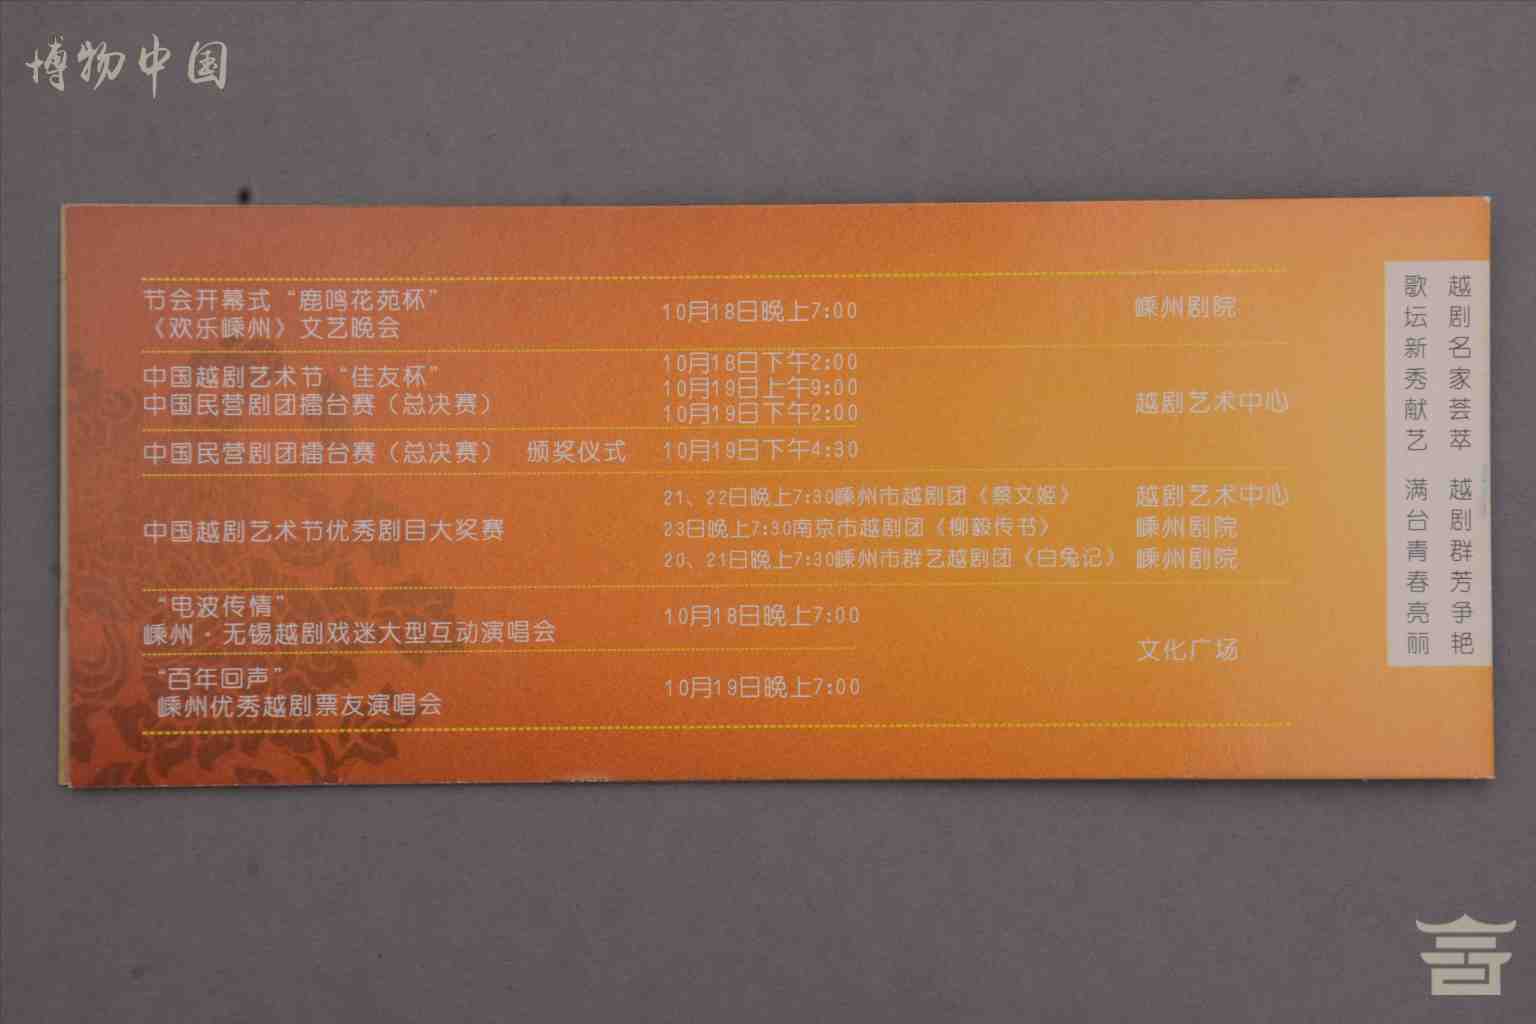 博物中国
节会开幕式“鹿鸣花苑杯”
《欢乐嵊州》文艺晚会
10月18日晚上7:00
嵊州剧院
中国越剧艺术节“佳友杯”
中国民营剧团擂台赛（总决赛）
10月18日下午2:00
10月19日上午9:00
10月19日下午2:00
越剧艺术中心
中国民营剧团擂台赛（总决赛） 颁奖仪式
10月19日下午4:30
中国越剧艺术节优秀剧目大奖赛
21、22日晚上7:30嵊州市越剧团《蔡文姬》
越剧艺术中心
23日晚上7:30南京市越剧团《柳毅传书》
嵊州剧院
20、21日晚上7:30嵊州市群艺越剧团《白兔记》
嵊州剧院
“电波传情”
嵊州·无锡越剧戏迷大型互动演唱会
10月18日晚上7:00
文化广场
“百年回声”
嵊州优秀越剧票友演唱会
10月19日晚上7:00
越剧名家荟萃 越剧群芳争艳
歌坛新秀献艺 满台青春亮丽